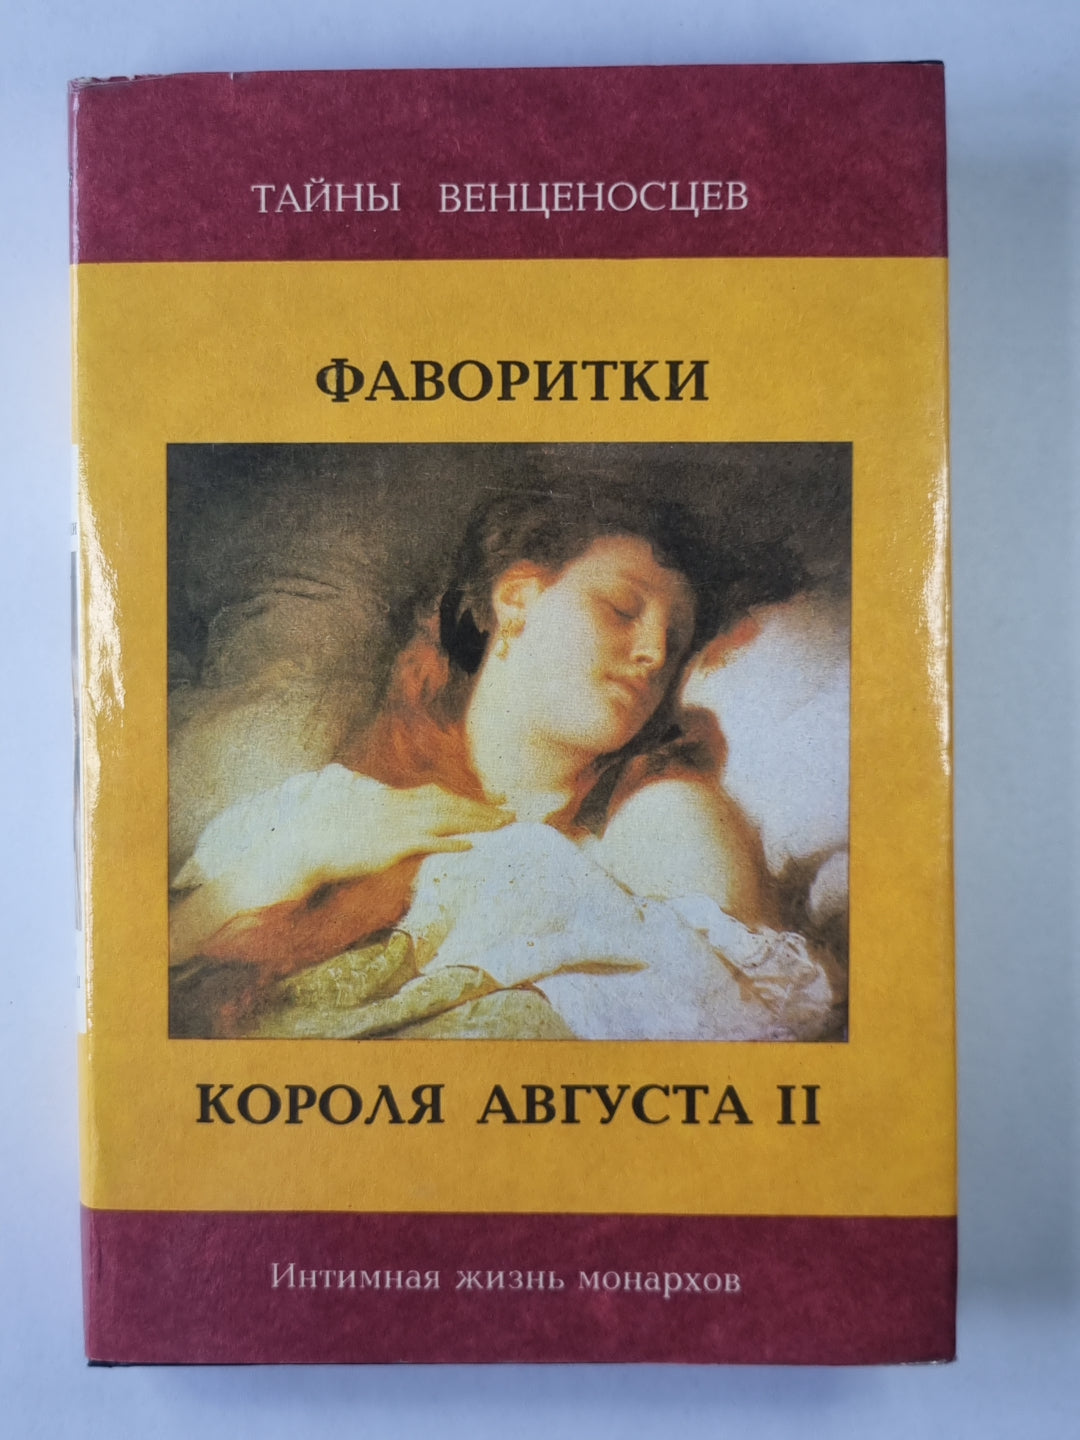 ТАЙНЫ ВЕНЦЕНОСЦЕВ
ФАВОРИТКИ
КОРОЛЯ АВГУСТА II
Интимная жизнь монархов